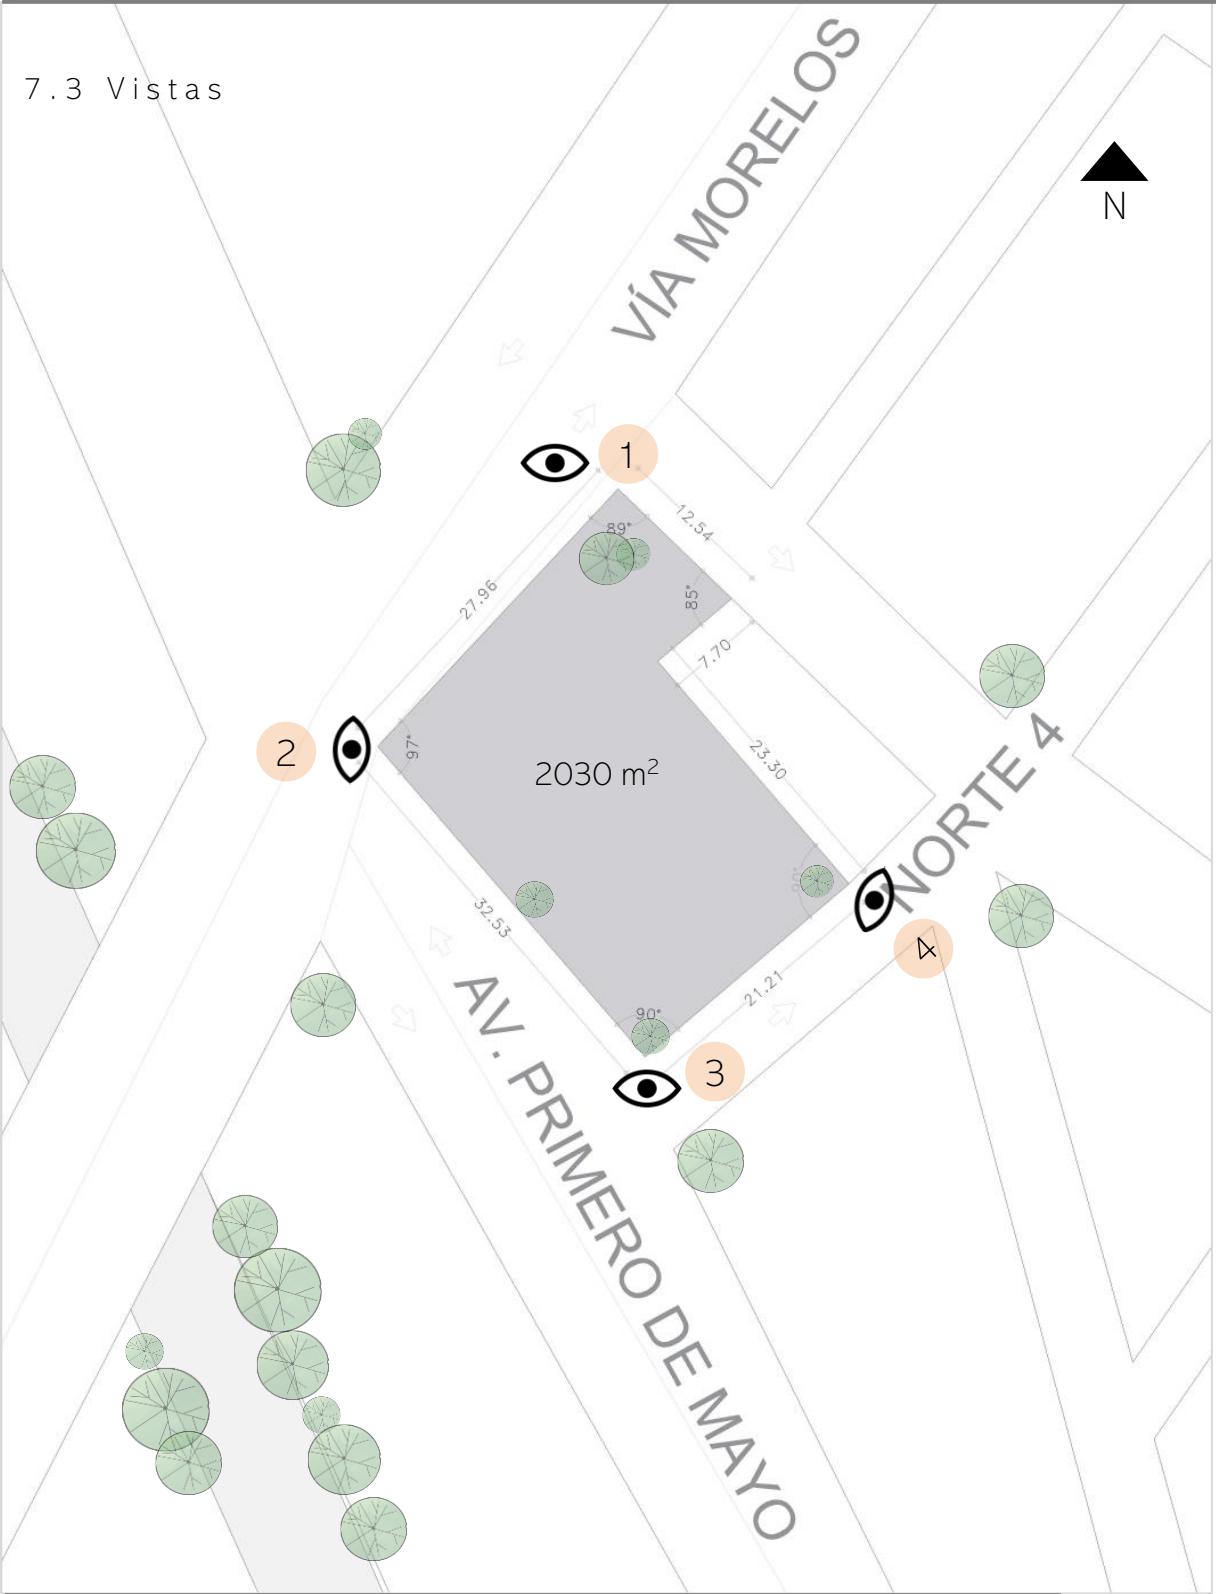 7.3 Vistas
VÍA MORELOS
N
1
89°
12.54
27.96
85°
7.70
2
97°
2030 m²
23.30
NORTE 4
90°
32.53
4
21.21
90°
3
AV. PRIMERO DE MAYO